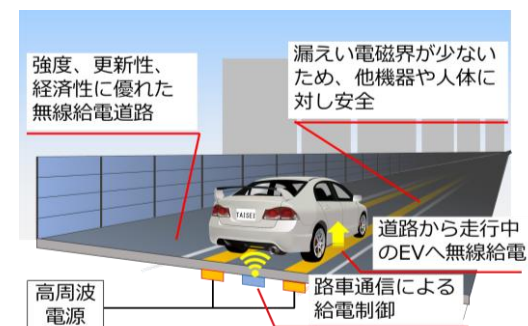 強度、更新性、
経済性に優れた
無線給電道路
漏えい電磁界が少ない
ため、他機器や人体に
対し安全
TAISEI
道路から走行中
のEVへ無線給電
路車通信による
給電制御
高周波
電源